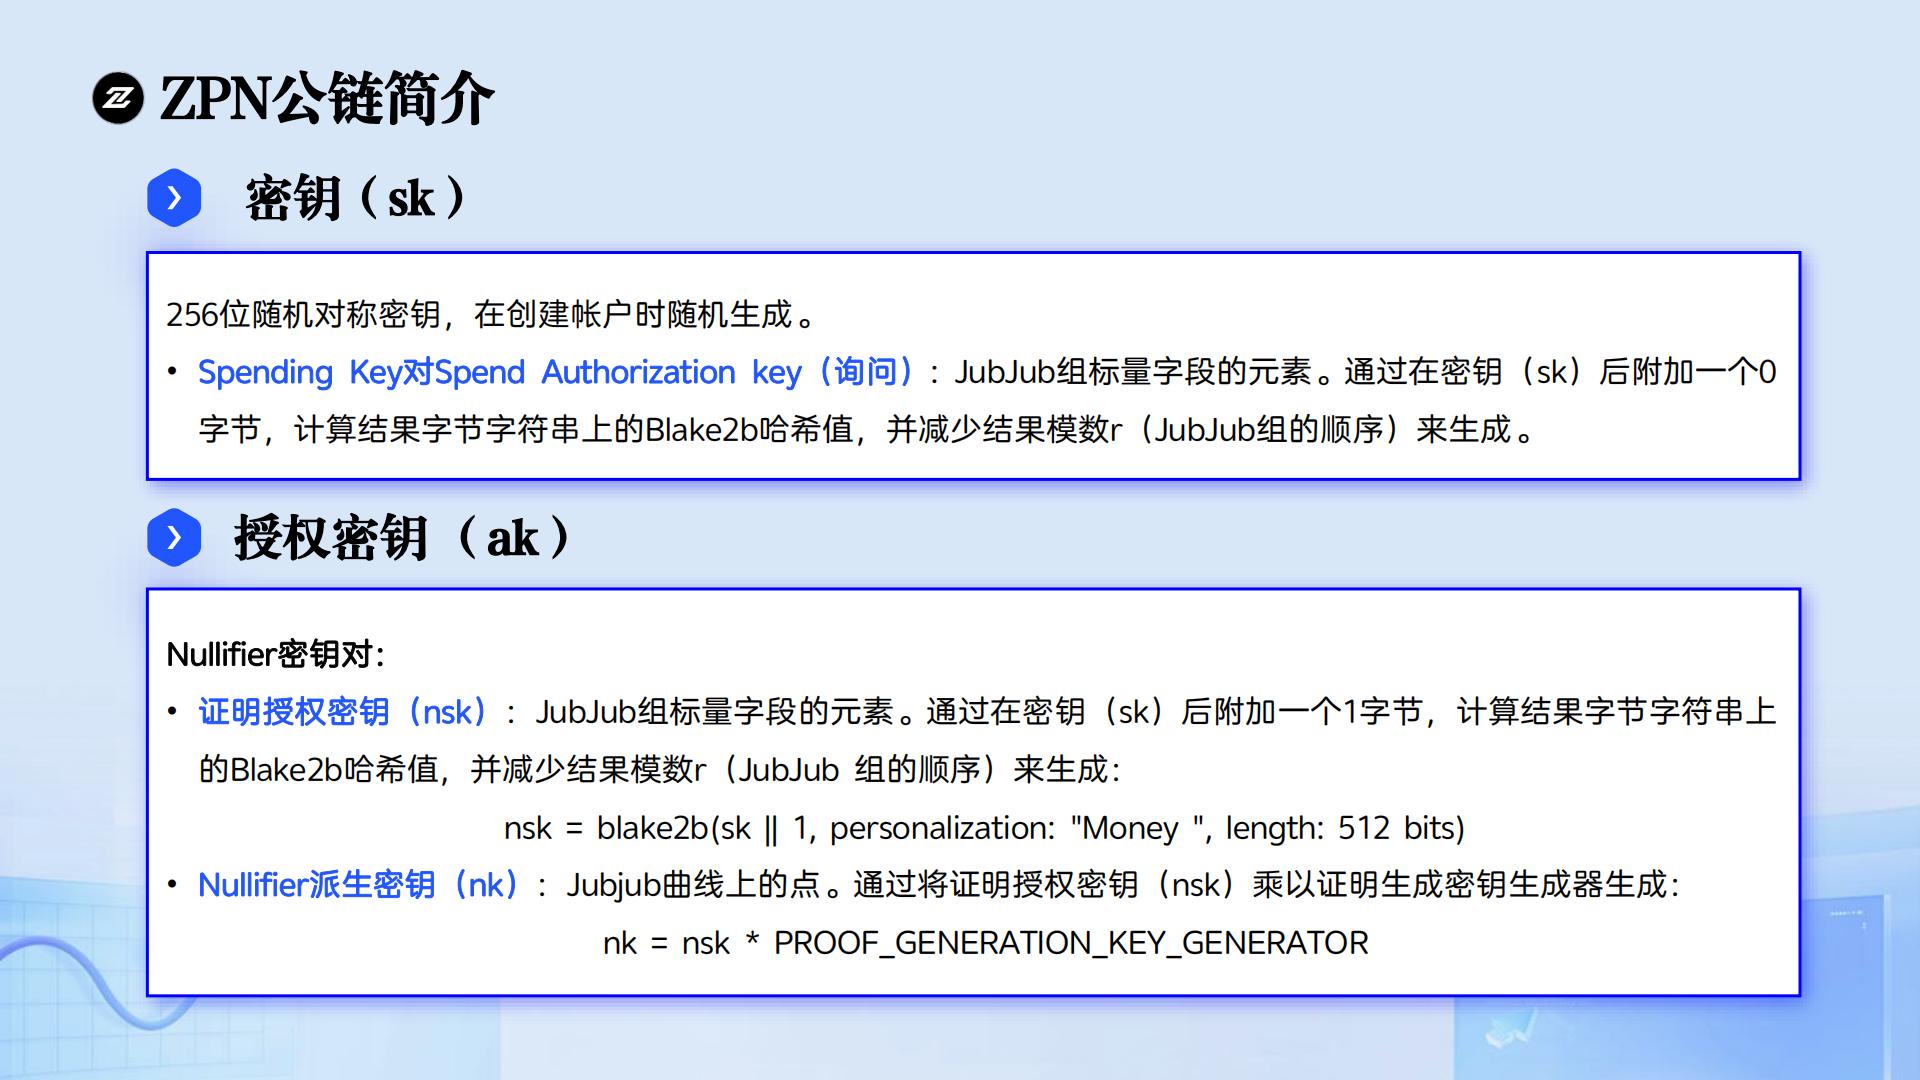 ZPN公链简介
密钥（sk）
256位随机对称密钥，在创建帐户时随机生成。
• Spending Key对Spend Authorization key（询问）：JubJub组标量字段的元素。通过在密钥（sk）后附加一个0
字节，计算结果字节字符串上的Blake2b哈希值，并减少结果模数r（JubJub组的顺序）来生成。
授权密钥（ak）
Nullifier密钥对：
• 证明授权密钥（nsk）：JubJub组标量字段的元素。通过在密钥（sk）后附加一个1字节，计算结果字节字符串上
的Blake2b哈希值，并减少结果模数r（JubJub 组的顺序）来生成：
nsk = blake2b(sk || 1, personalization: "Money ", length: 512 bits)
• Nullifier派生密钥（nk）：Jubjub曲线上的点。通过将证明授权密钥（nsk）乘以证明生成密钥生成器生成：
nk = nsk * PROOF_GENERATION_KEY_GENERATOR